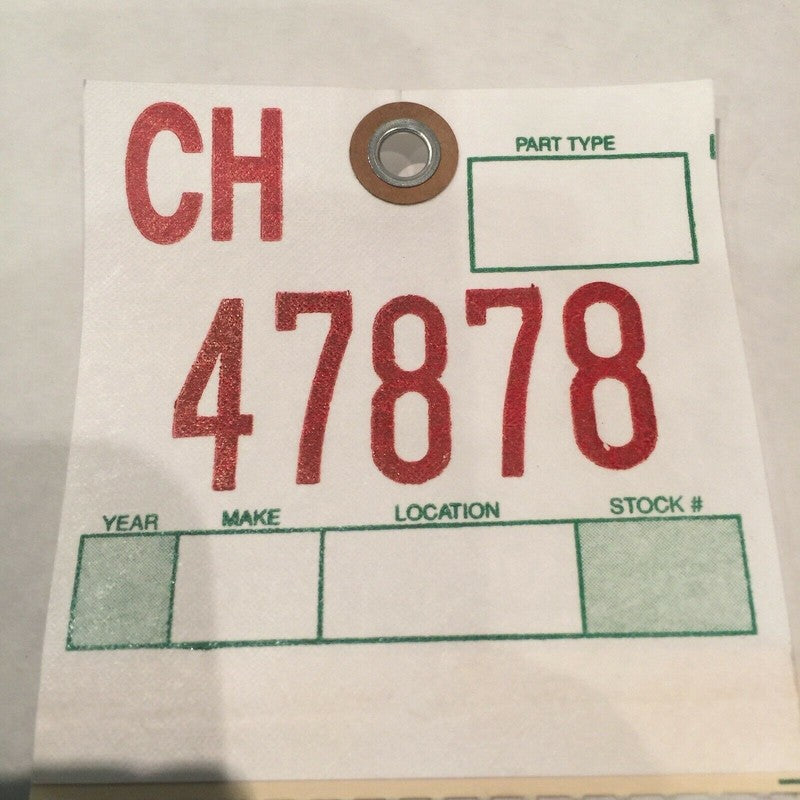 CH
PART TYPE
47878
YEAR MAKE LOCATION STOCK #